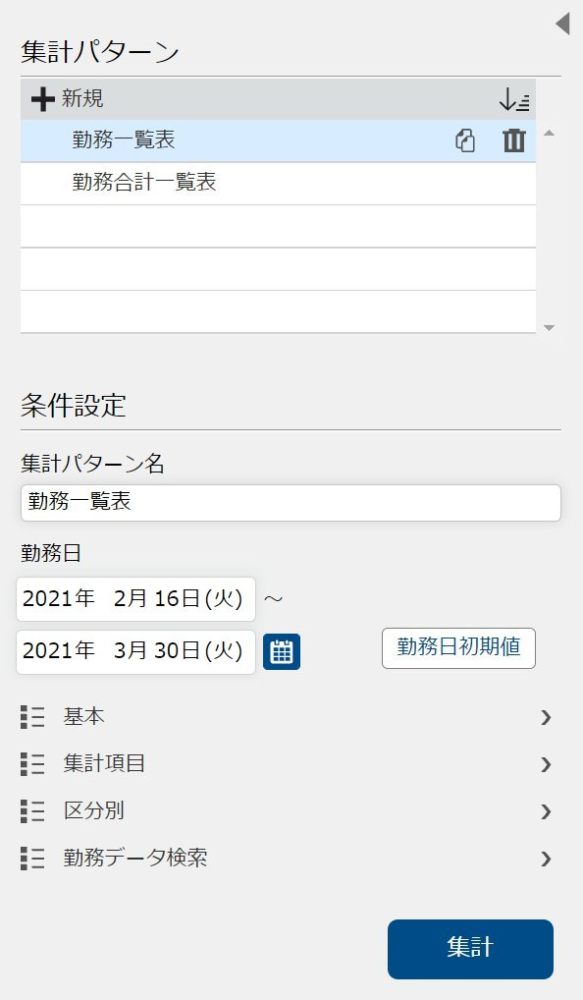 集計パターン
新規
勤務一覧表
勤務合計一覧表
条件設定
集計パターン名
勤務一覧表
勤務日
2021年 2月 16日(火) ～
2021年 3月 30日(火) 勤務日初期値
基本
集計項目
区分別
勤務データ検索
集計